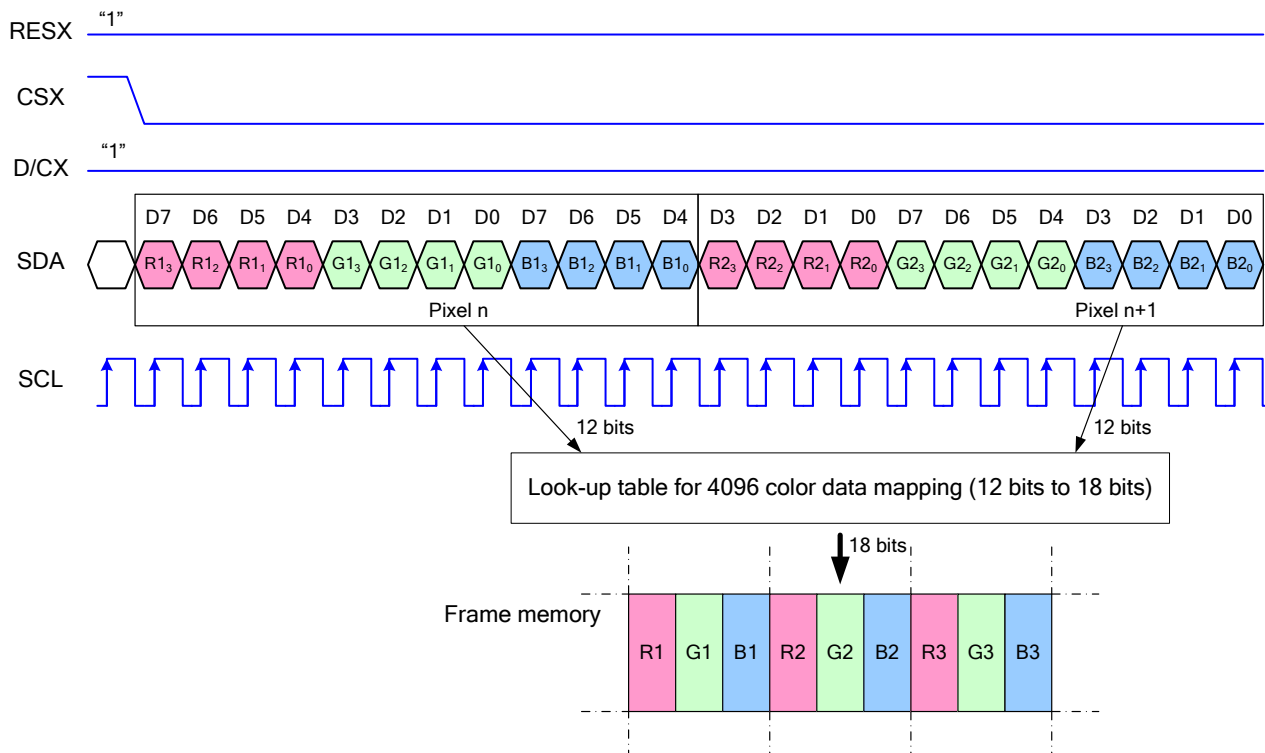 RESX “1”
CSX
D/CX “1”
D7 D6 D5 D4 D3 D2 D1 D0 D7 D6 D5 D4 D3 D2 D1 D0 D7 D6 D5 D4 D3 D2 D1 D0
SDA R1₃ R1₂ R1₁ R1₀ G1₃ G1₂ G1₁ G1₀ B1₃ B1₂ B1₁ B1₀ R2₃ R2₂ R2₁ R2₀ G2₃ G2₂ G2₁ G2₀ B2₃ B2₂ B2₁ B2₀
Pixel n Pixel n+1
SCL
12 bits 12 bits
Look-up table for 4096 color data mapping (12 bits to 18 bits)
18 bits
Frame memory
R1 G1 B1 R2 G2 B2 R3 G3 B3